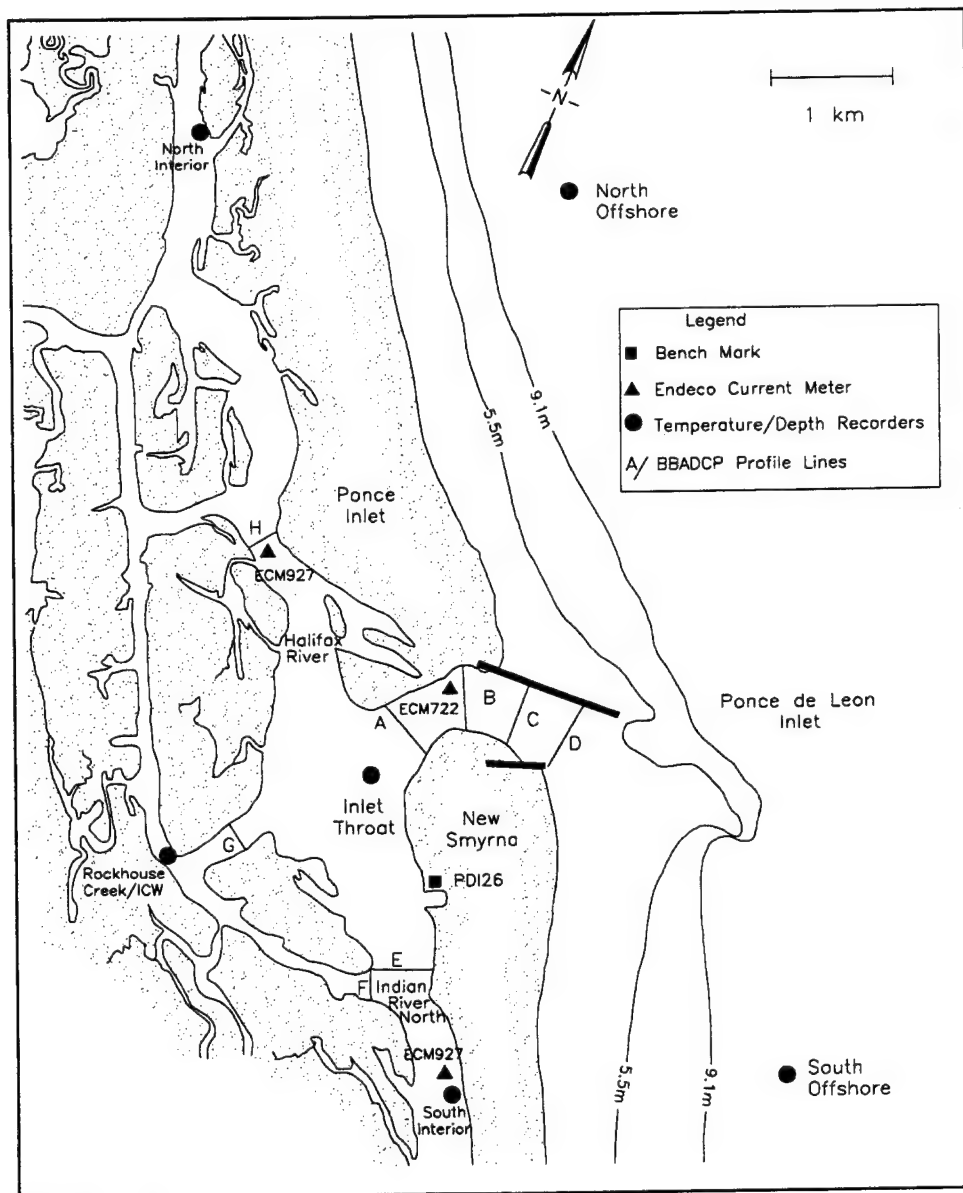 N
1 km
North
Interior
North
Offshore
Legend
Bench Mark
Endeco Current Meter
Temperature/Depth Recorders
A/ BBADCP Profile Lines
5.5m
9.1m
Ponce
Inlet
H
ECM927
Halifax
River
ECM722
A
B
C
D
Ponce de Leon
Inlet
Inlet
Throat
New
Smyrna
G
Rockhouse
Creek/ICW
PDI26
E
F
Indian
River
North
ECM927
South
Interior
5.5m
9.1m
South
Offshore